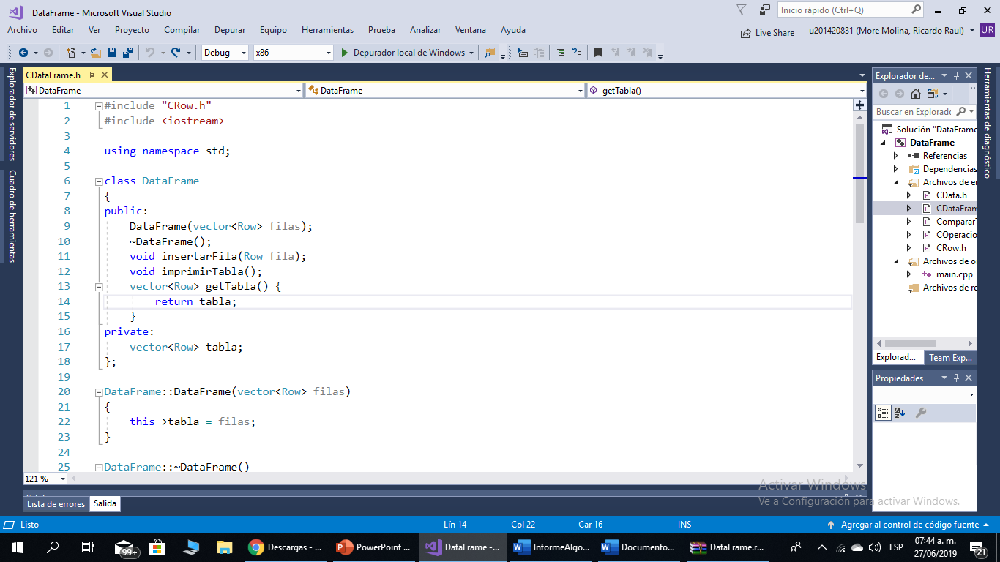 DataFrame - Microsoft Visual Studio
Inicio rápido (Ctrl+Q)
Archivo Editar Ver Proyecto Compilar Depurar Equipo Herramientas Prueba Analizar Ventana Ayuda
Live Share u201420831 (More Molina, Ricardo Raul) UR
Debug x86 Depurador local de Windows
Explorador de servidores
Cuadro de herramientas
CDataFrame.h
DataFrame DataFrame getTabla()
1 #include "CRow.h"
2 #include <iostream>
3
4 using namespace std;
5
6 class DataFrame
7 {
8 public:
9 DataFrame(vector<Row> filas);
10 ~DataFrame();
11 void insertarFila(Row fila);
12 void imprimirTabla();
13 vector<Row> getTabla() {
14 return tabla;
15 }
16 private:
17 vector<Row> tabla;
18 };
19
20 DataFrame::DataFrame(vector<Row> filas)
21 {
22 this->tabla = filas;
23 }
24
25 DataFrame::~DataFrame()
121 %
Explorador de...
Buscar en Explorado
Solución "DataFrame
DataFrame
Referencias
Dependencias
Archivos de e
CData.h
CDataFram
Comparar
COperacio
CRow.h
Archivos de o
main.cpp
Archivos de re
Explorad... Team Exp...
Propiedades
Herramientas de diagnóstico
Salida
Lista de errores Salida
Activar Windows
Ve a Configuración para activar Windows.
Listo Lín 14 Col 22 Car 16 INS Agregar al control de código fuente
99+ Descargas - ... PowerPoint ... DataFrame -... InformeAlgo... Documento... DataFrame.r... ESP 07:44 a. m.
27/06/2019 21